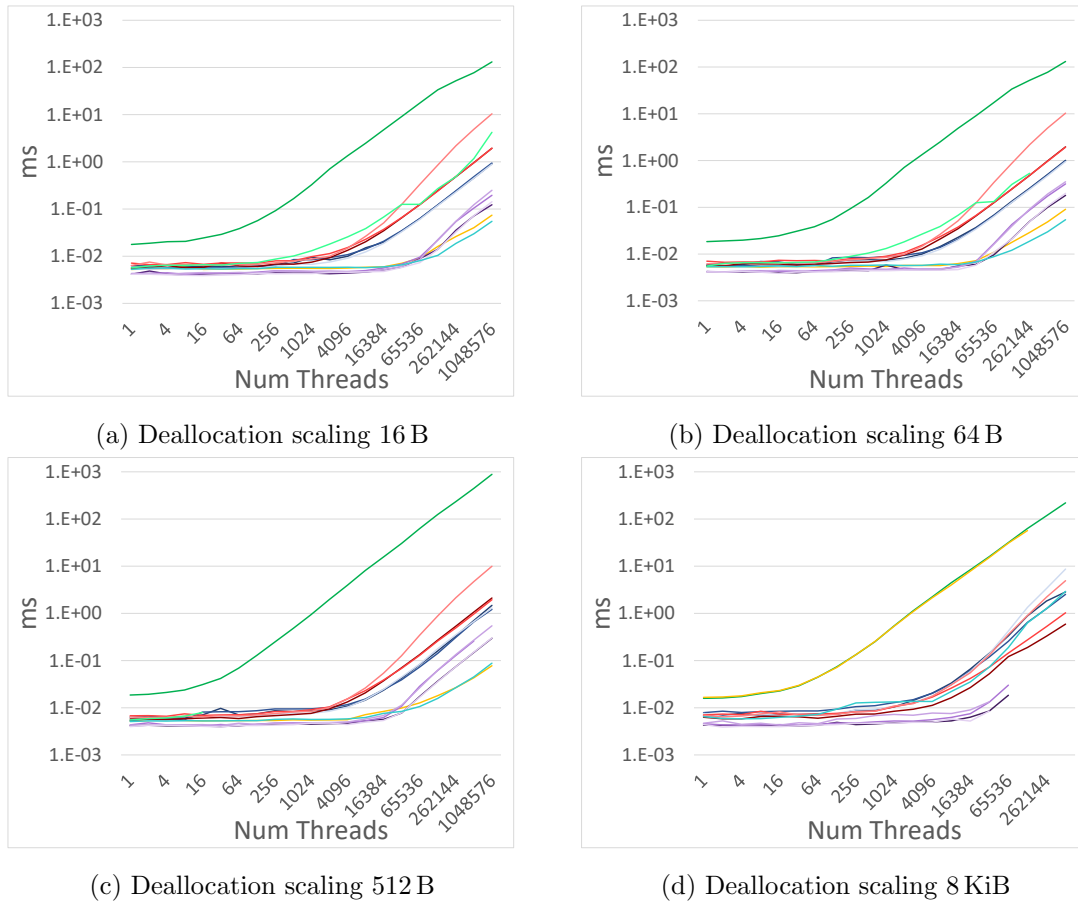 1.E+03
1.E+02
1.E+01
1.E+00
1.E-01
1.E-02
1.E-03
ms
1 4 16 64 256 1024 4096 16384 65536 262144 1048576
Num Threads
(a) Deallocation scaling 16 B
1.E+03
1.E+02
1.E+01
1.E+00
1.E-01
1.E-02
1.E-03
ms
1 4 16 64 256 1024 4096 16384 65536 262144 1048576
Num Threads
(b) Deallocation scaling 64 B
1.E+03
1.E+02
1.E+01
1.E+00
1.E-01
1.E-02
1.E-03
ms
1 4 16 64 256 1024 4096 16384 65536 262144 1048576
Num Threads
(c) Deallocation scaling 512 B
1.E+03
1.E+02
1.E+01
1.E+00
1.E-01
1.E-02
1.E-03
ms
1 4 16 64 256 1024 4096 16384 65536 262144
Num Threads
(d) Deallocation scaling 8 KiB